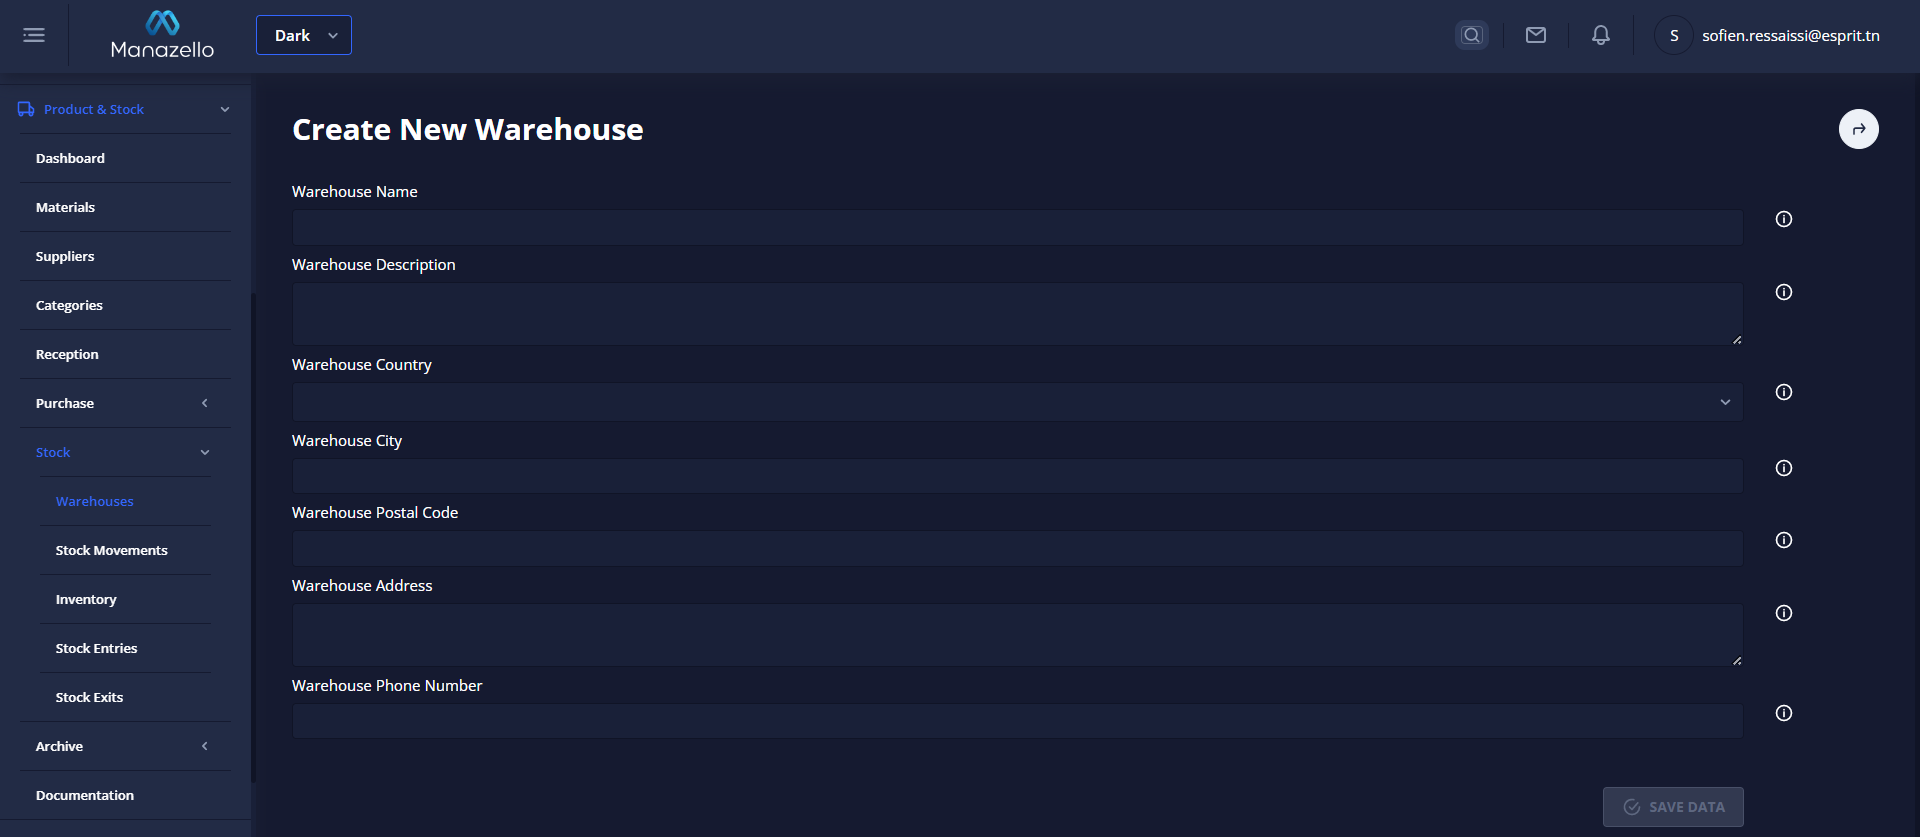 Manazello
Dark
S
sofien.ressaissi@esprit.tn
Product & Stock
Dashboard
Materials
Suppliers
Categories
Reception
Purchase
Stock
Warehouses
Stock Movements
Inventory
Stock Entries
Stock Exits
Archive
Documentation
Create New Warehouse
Warehouse Name
Warehouse Description
Warehouse Country
Warehouse City
Warehouse Postal Code
Warehouse Address
Warehouse Phone Number
SAVE DATA